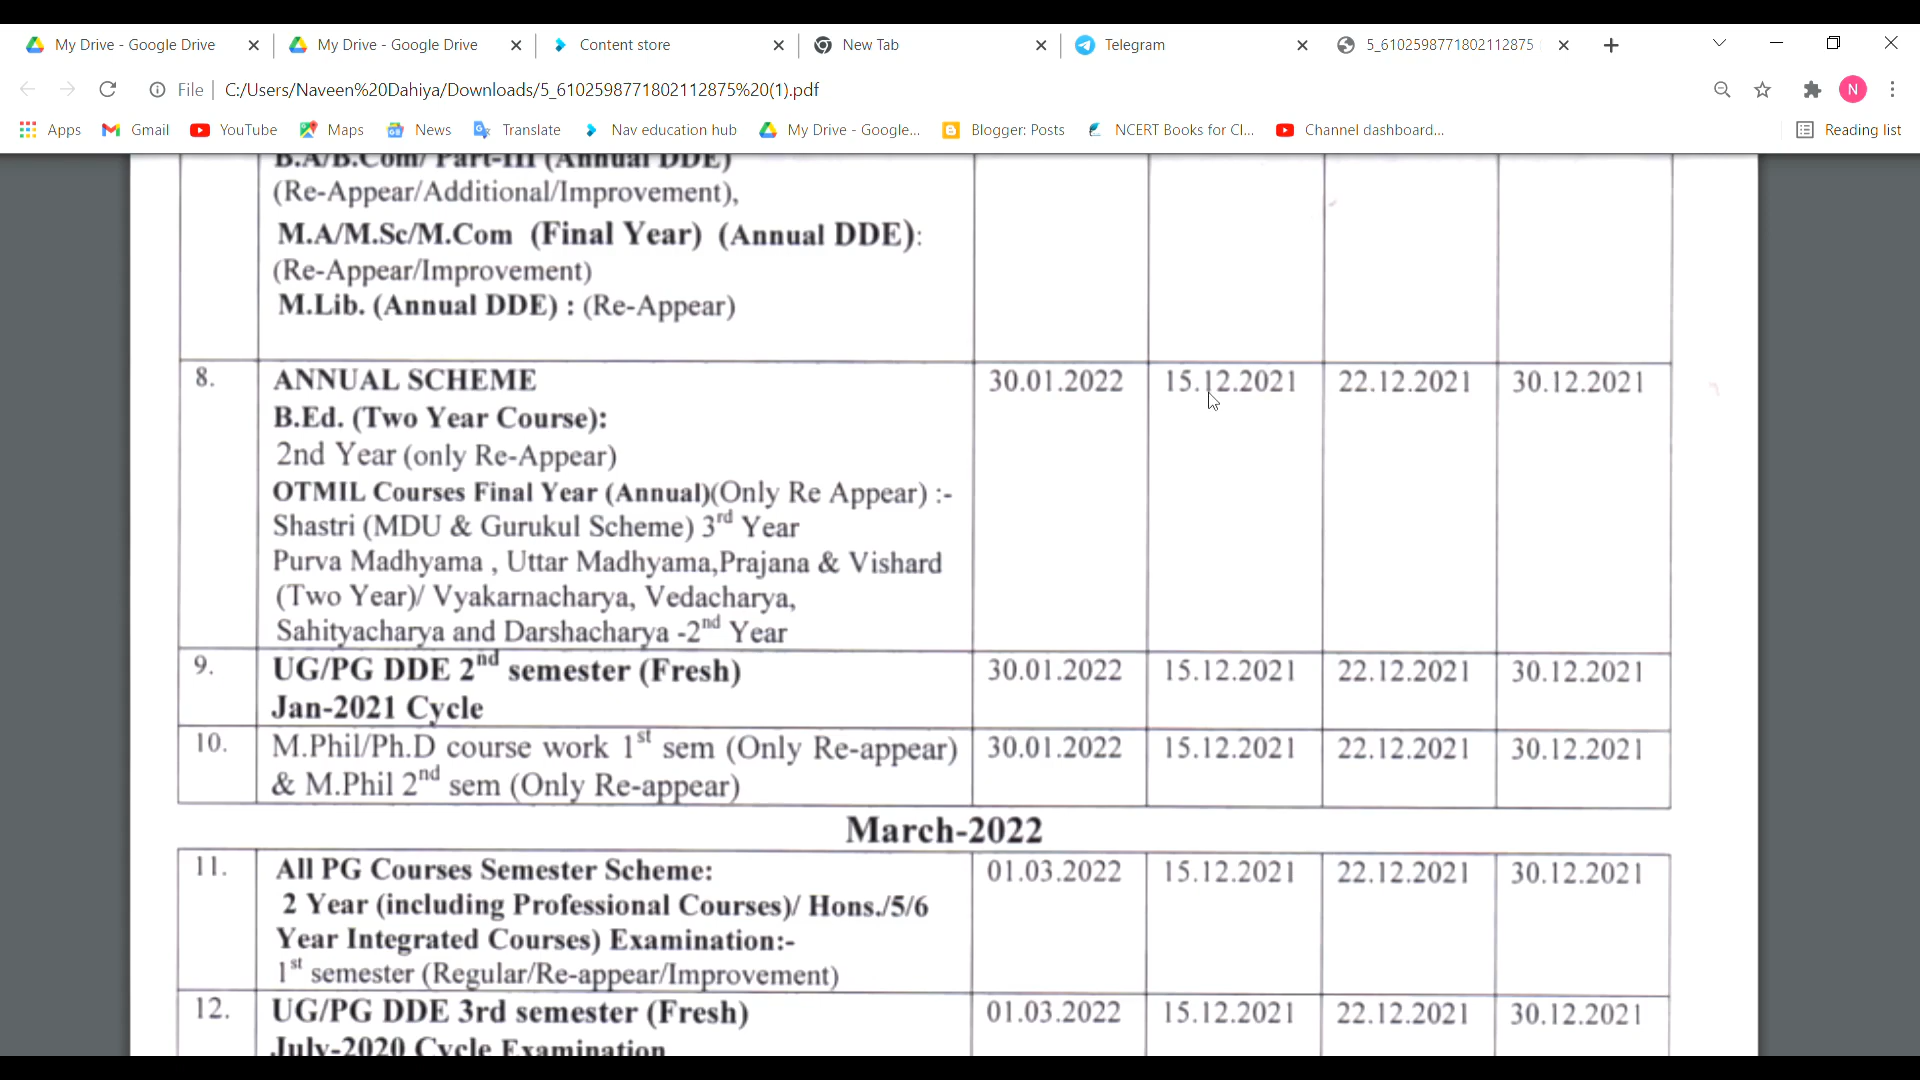 My Drive - Google Drive
My Drive - Google Drive
Content store
New Tab
Telegram
5_6102598771802112875
File
C:/Users/Naveen%20Dahiya/Downloads/5_6102598771802112875%20(1).pdf
N
Apps
Gmail
YouTube
Maps
News
Translate
Nav education hub
My Drive - Google...
Blogger: Posts
NCERT Books for Cl...
Channel dashboard...
Reading list
B.A/B.Com/ Part-III (Annual DDE)
(Re-Appear/Additional/Improvement),
M.A/M.Sc/M.Com (Final Year) (Annual DDE):
(Re-Appear/Improvement)
M.Lib. (Annual DDE) : (Re-Appear)
8. ANNUAL SCHEME 30.01.2022 15.12.2021 22.12.2021 30.12.2021
B.Ed. (Two Year Course):
2nd Year (only Re-Appear)
OTMIL Courses Final Year (Annual)(Only Re Appear) :-
Shastri (MDU & Gurukul Scheme) 3rd Year
Purva Madhyama , Uttar Madhyama,Prajana & Vishard
(Two Year)/ Vyakarnacharya, Vedacharya,
Sahityacharya and Darshacharya -2nd Year
9. UG/PG DDE 2nd semester (Fresh) 30.01.2022 15.12.2021 22.12.2021 30.12.2021
Jan-2021 Cycle
10. M.Phil/Ph.D course work 1st sem (Only Re-appear) 30.01.2022 15.12.2021 22.12.2021 30.12.2021
& M.Phil 2nd sem (Only Re-appear)
March-2022
11. All PG Courses Semester Scheme: 01.03.2022 15.12.2021 22.12.2021 30.12.2021
2 Year (including Professional Courses)/ Hons./5/6
Year Integrated Courses) Examination:-
1st semester (Regular/Re-appear/Improvement)
12. UG/PG DDE 3rd semester (Fresh) 01.03.2022 15.12.2021 22.12.2021 30.12.2021
July-2020 Cycle Examination